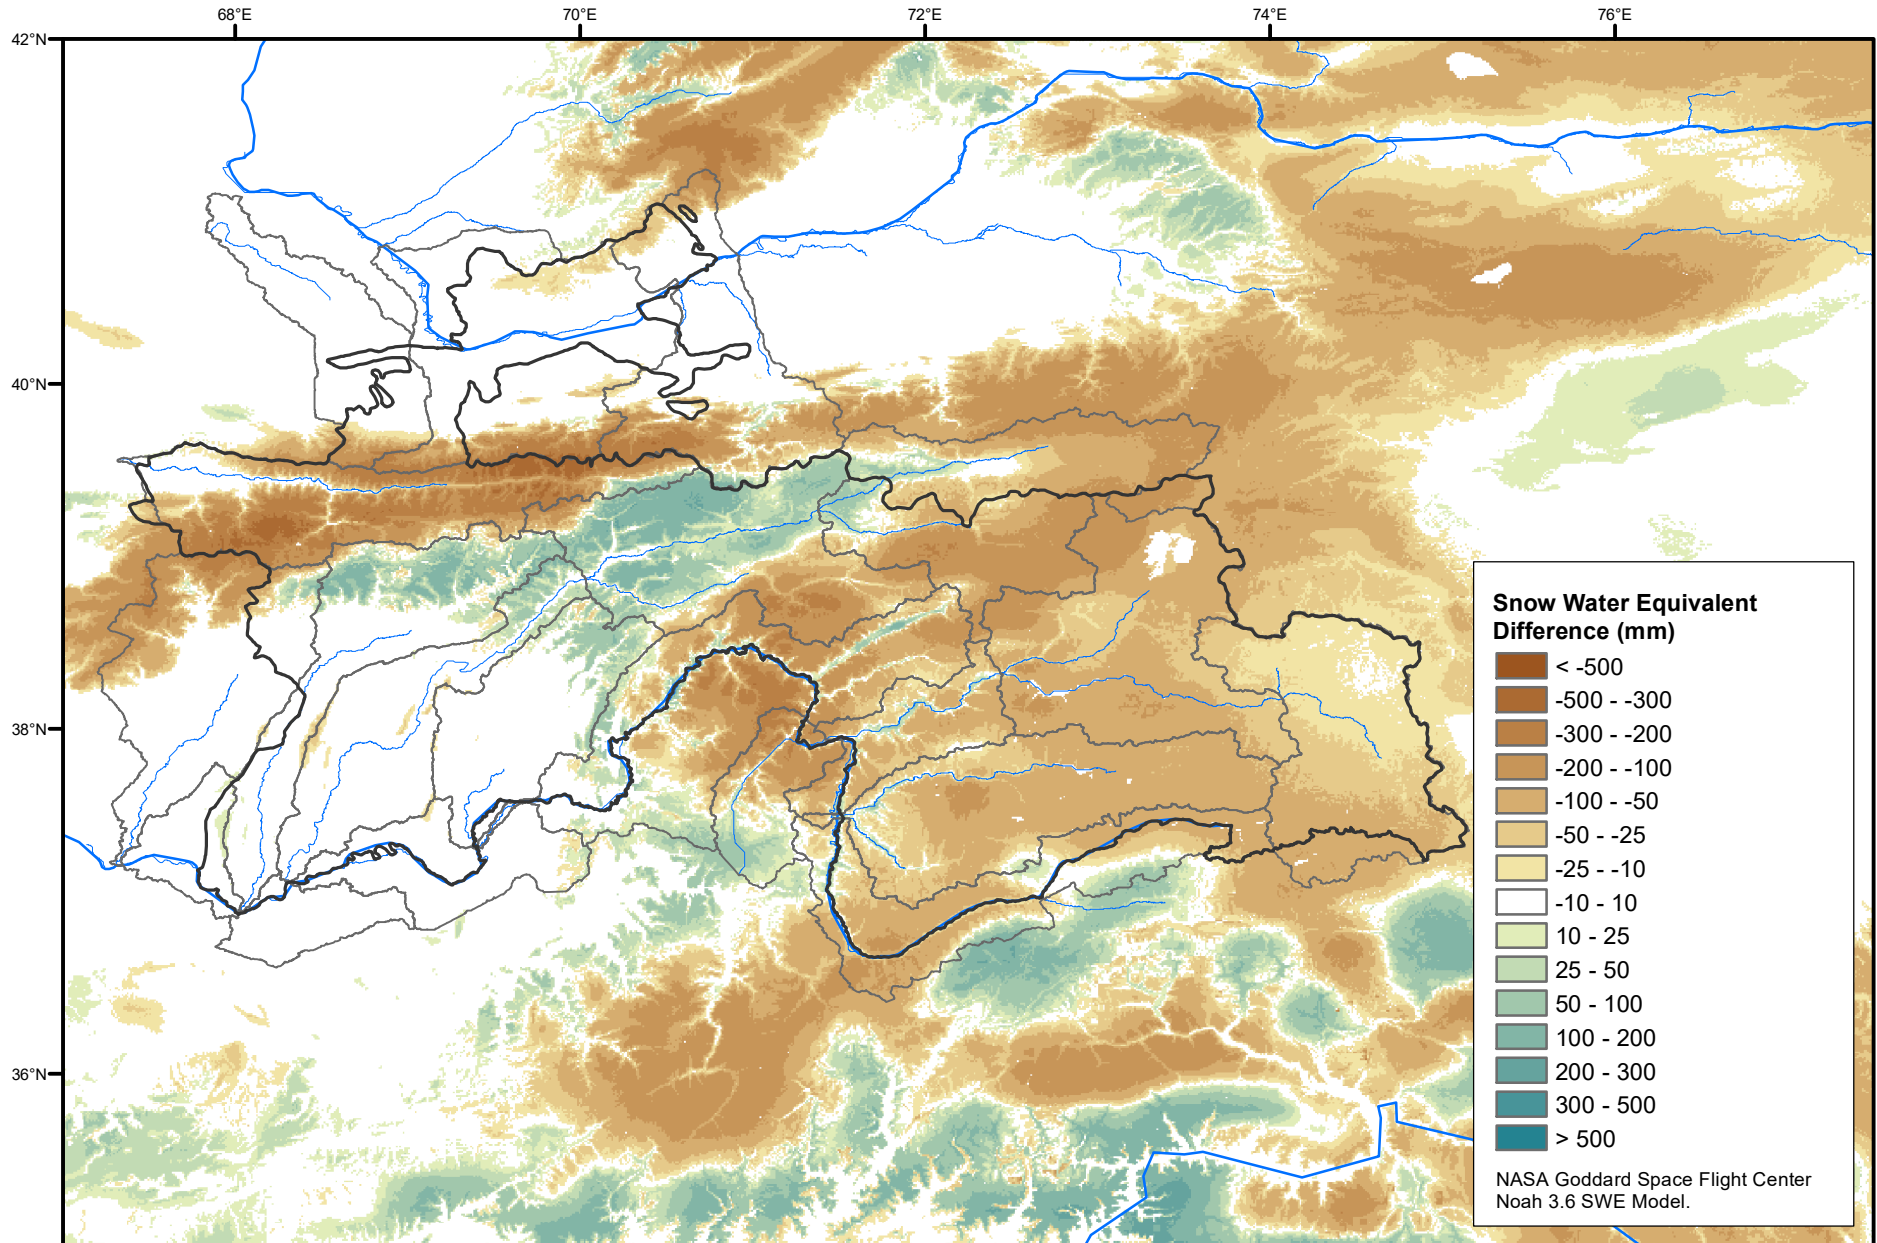 68°E 70°E 72°E 74°E 76°E
42°N
40°N
38°N
36°N
Snow Water Equivalent
Difference (mm)
< -500
-500 - -300
-300 - -200
-200 - -100
-100 - -50
-50 - -25
-25 - -10
-10 - 10
10 - 25
25 - 50
50 - 100
100 - 200
200 - 300
300 - 500
> 500
NASA Goddard Space Flight Center
Noah 3.6 SWE Model.